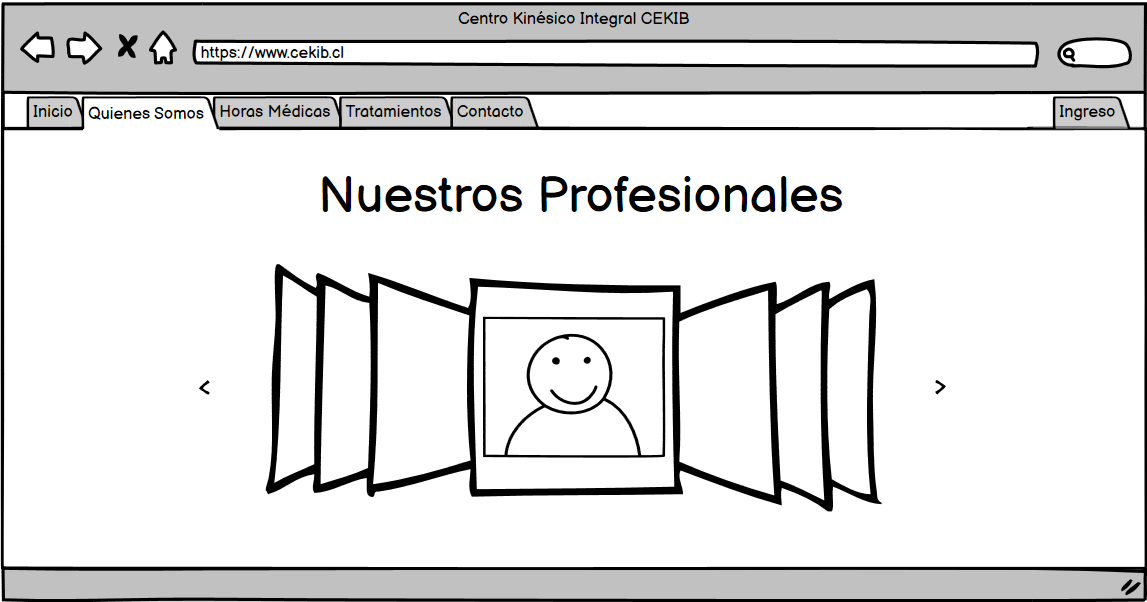 Centro Kinésico Integral CEKIB
https://www.cekib.cl
Inicio Quienes Somos Horas Médicas Tratamientos Contacto Ingreso
Nuestros Profesionales
< >